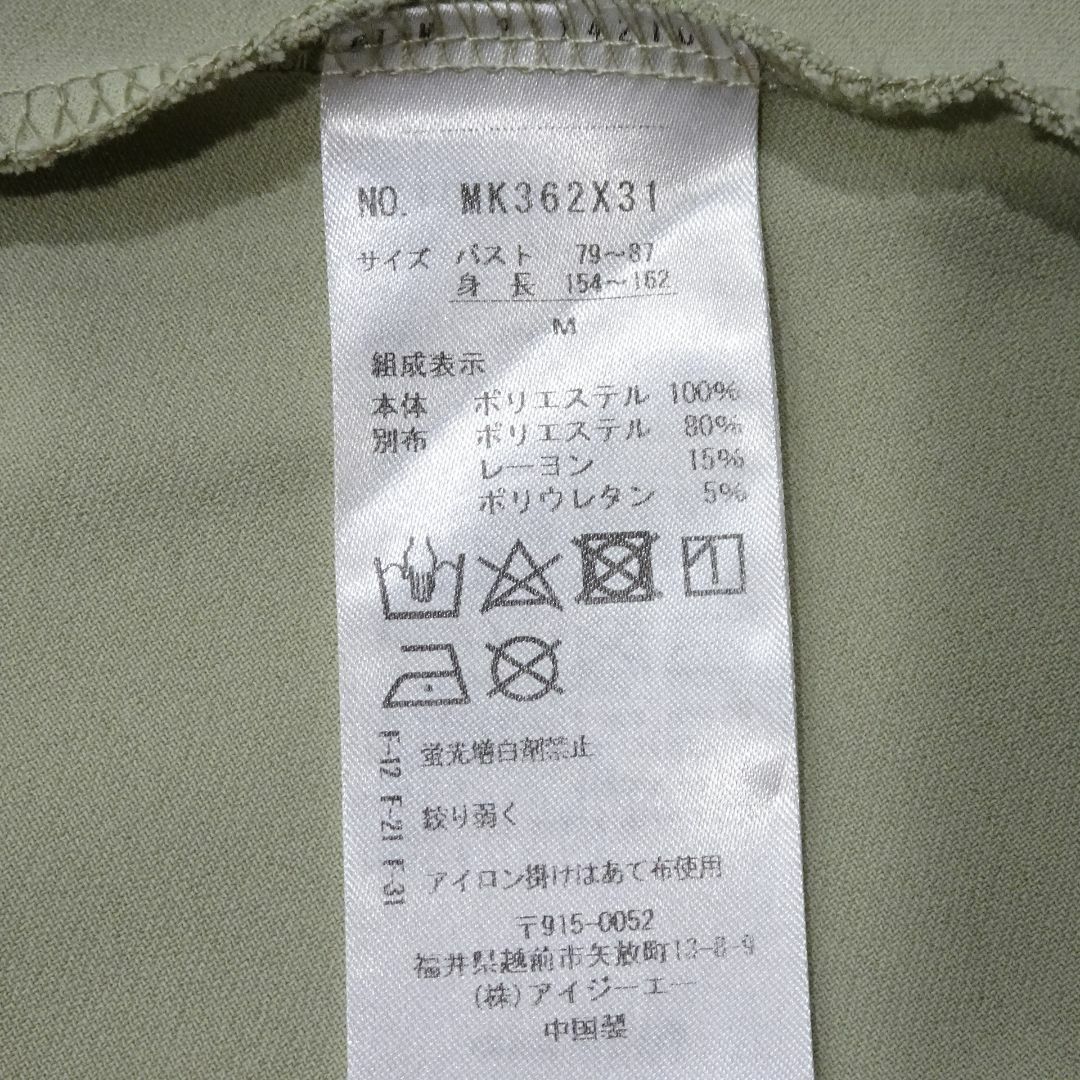 NO. MK362X31
サイズ バスト 79～87
身長 154～162
M
組成表示
本体 ポリエステル 100%
別布 ポリエステル 80%
レーヨン 15%
ポリウレタン 5%
F-12 F-21 F-31
蛍光増白剤禁止
絞り弱く
アイロン掛けはあて布使用
〒915-0052
福井県越前市矢放町13-8-9
(株)アイジーエー
中国製